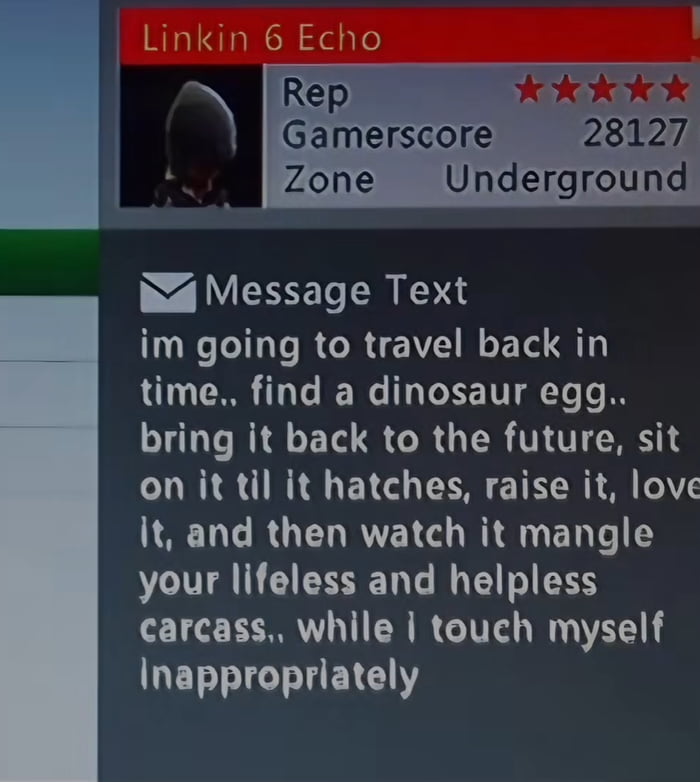 Linkin 6 Echo
Rep
Gamerscore 28127
Zone Underground
Message Text
im going to travel back in
time.. find a dinosaur egg..
bring it back to the future, sit
on it til it hatches, raise it, love
it, and then watch it mangle
your lifeless and helpless
carcass.. while i touch myself
inappropriately